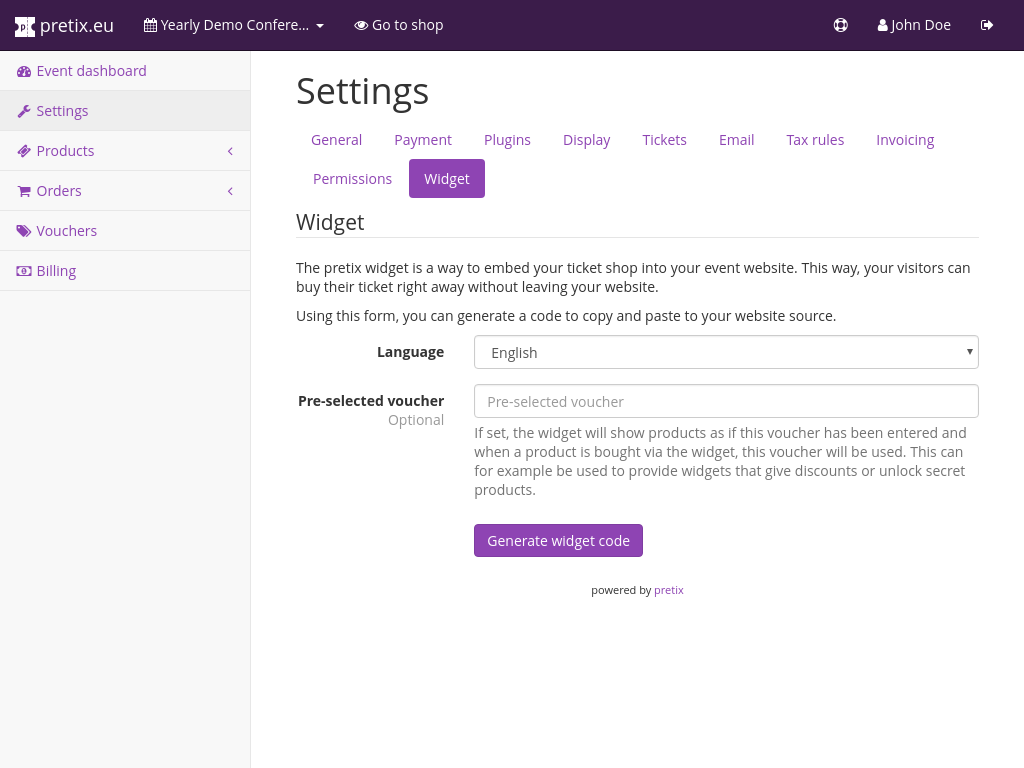 pretix.eu Yearly Demo Confere... Go to shop John Doe
Event dashboard
Settings
Products
Orders
Vouchers
Billing
Settings
General Payment Plugins Display Tickets Email Tax rules Invoicing
Permissions Widget
Widget
The pretix widget is a way to embed your ticket shop into your event website. This way, your visitors can
buy their ticket right away without leaving your website.
Using this form, you can generate a code to copy and paste to your website source.
Language English
Pre-selected voucher Pre-selected voucher
Optional
If set, the widget will show products as if this voucher has been entered and
when a product is bought via the widget, this voucher will be used. This can
for example be used to provide widgets that give discounts or unlock secret
products.
Generate widget code
powered by pretix